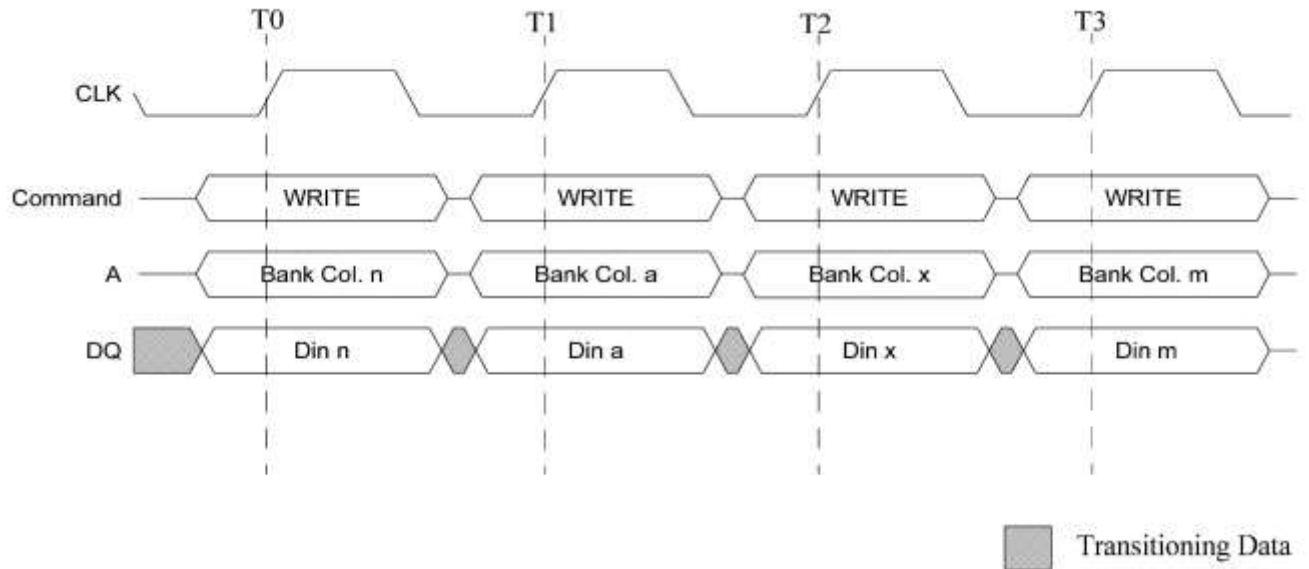 T0 T1 T2 T3
CLK
Command WRITE WRITE WRITE WRITE
A Bank Col. n Bank Col. a Bank Col. x Bank Col. m
DQ Din n Din a Din x Din m
Transitioning Data